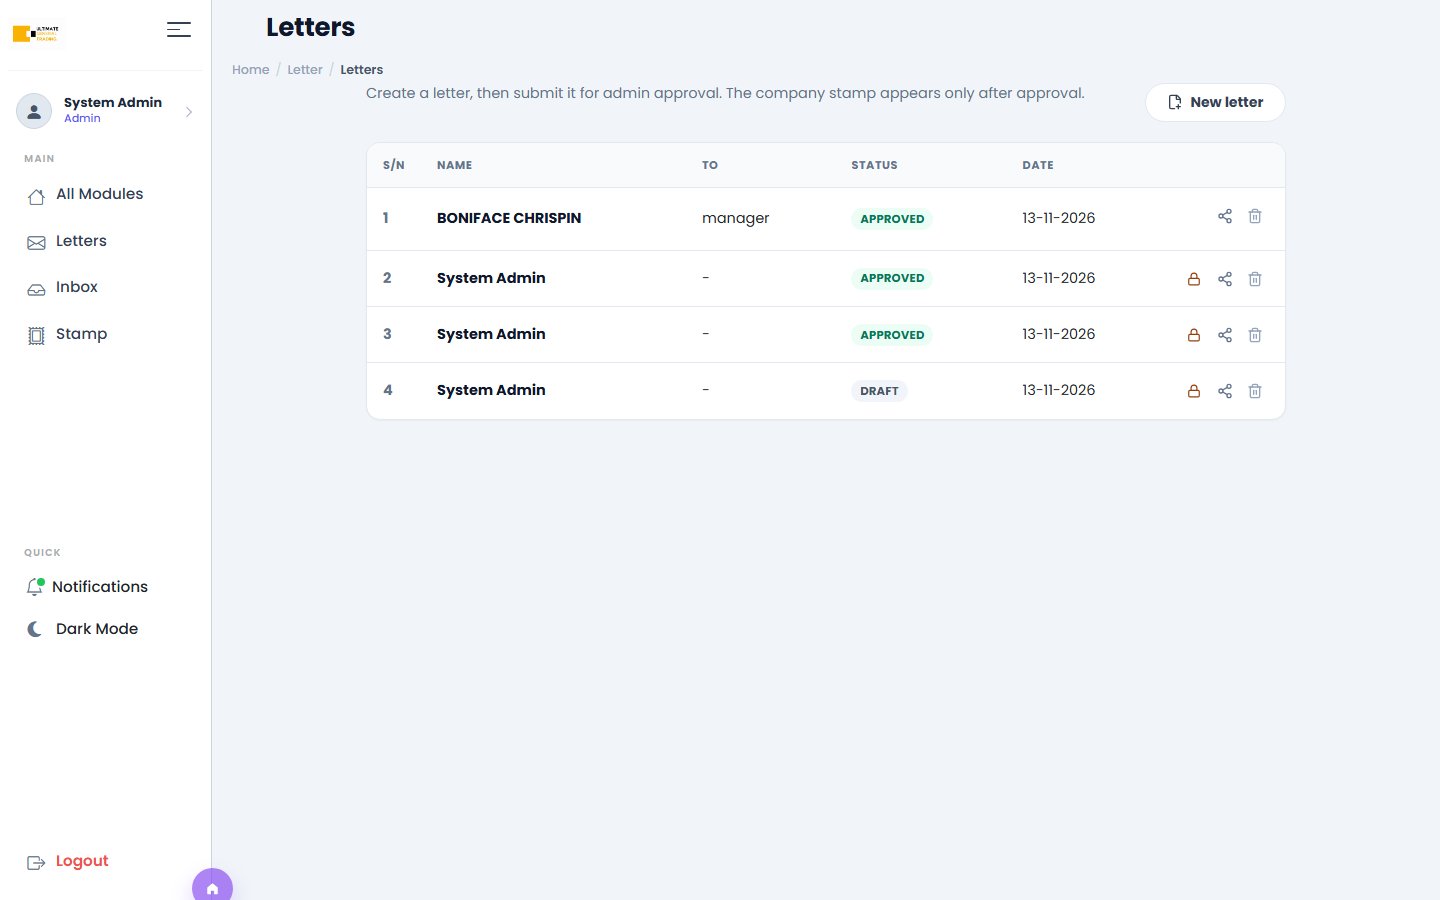 ULTIMATE
TRADING
System Admin
Admin
MAIN
All Modules
Letters
Inbox
Stamp
QUICK
Notifications
Dark Mode
Logout
Letters
Home / Letter / Letters
Create a letter, then submit it for admin approval. The company stamp appears only after approval.
New letter
S/N NAME TO STATUS DATE
1 BONIFACE CHRISPIN manager APPROVED 13-11-2026
2 System Admin - APPROVED 13-11-2026
3 System Admin - APPROVED 13-11-2026
4 System Admin - DRAFT 13-11-2026